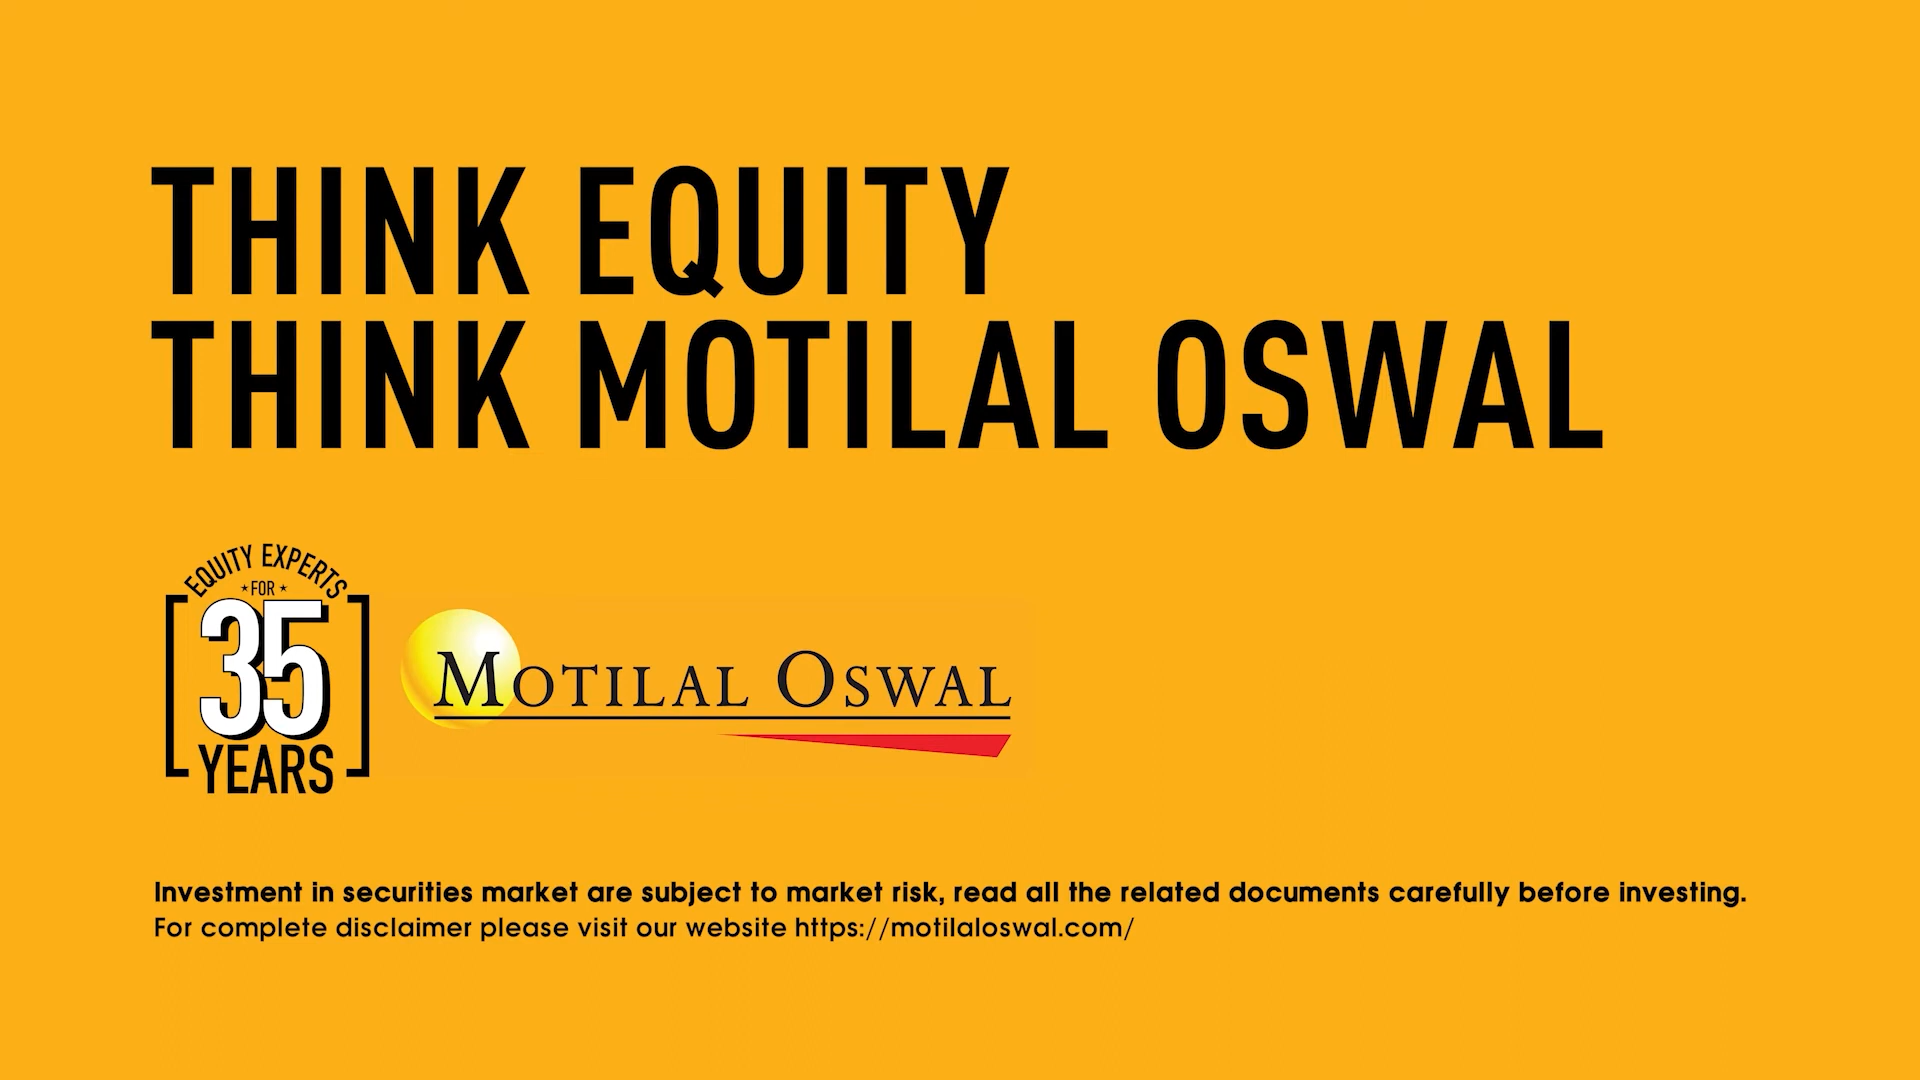 THINK EQUITY
THINK MOTILAL OSWAL
EQUITY EXPERTS
FOR
35
YEARS
MOTILAL OSWAL
Investment in securities market are subject to market risk, read all the related documents carefully before investing.
For complete disclaimer please visit our website https://motilaloswal.com/